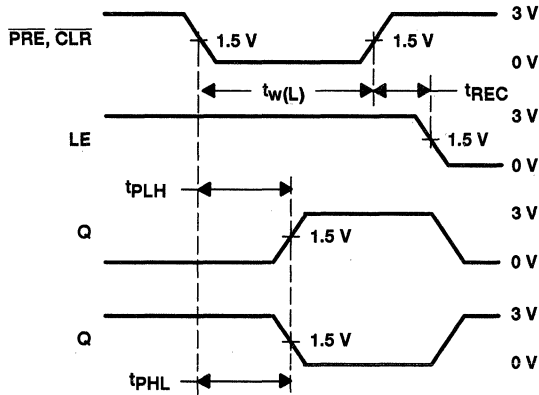 3 V
PRE, CLR 1.5 V 1.5 V
0 V
tw(L) tREC
3 V
LE 1.5 V
0 V
tPLH
3 V
Q 1.5 V
0 V
3 V
Q 1.5 V
0 V
tPHL